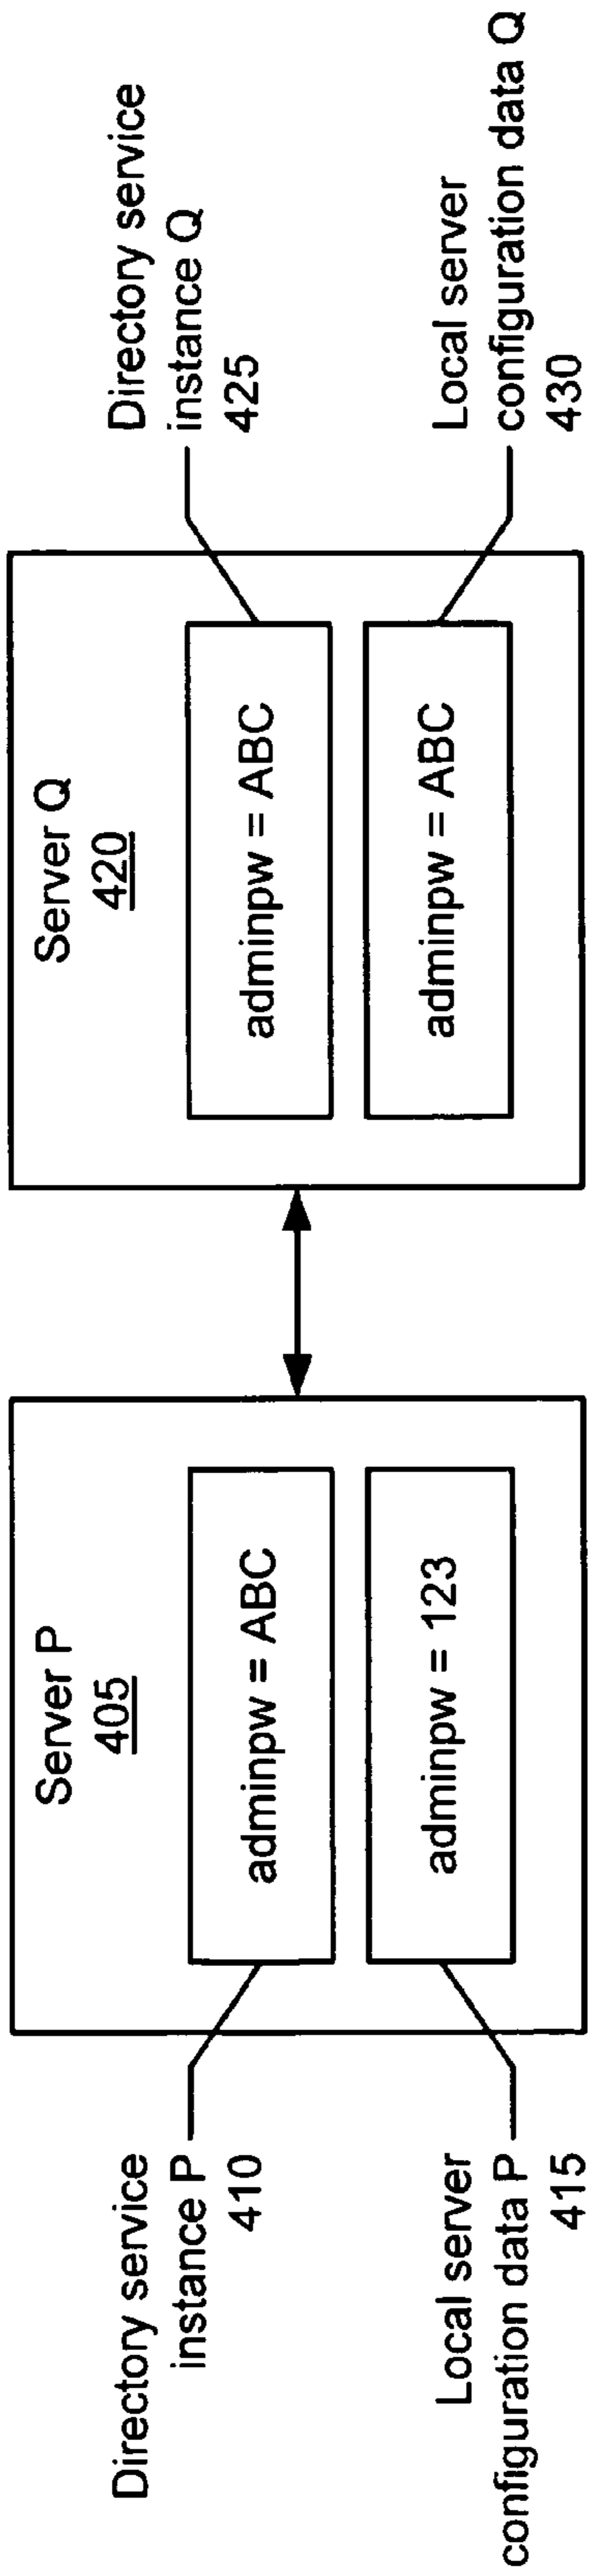 Server P
405
adminpw = ABC
adminpw = 123
Directory service
instance P
410
Local server
configuration data P
415
Server Q
420
adminpw = ABC
adminpw = ABC
Directory service
instance Q
425
Local server
configuration data Q
430